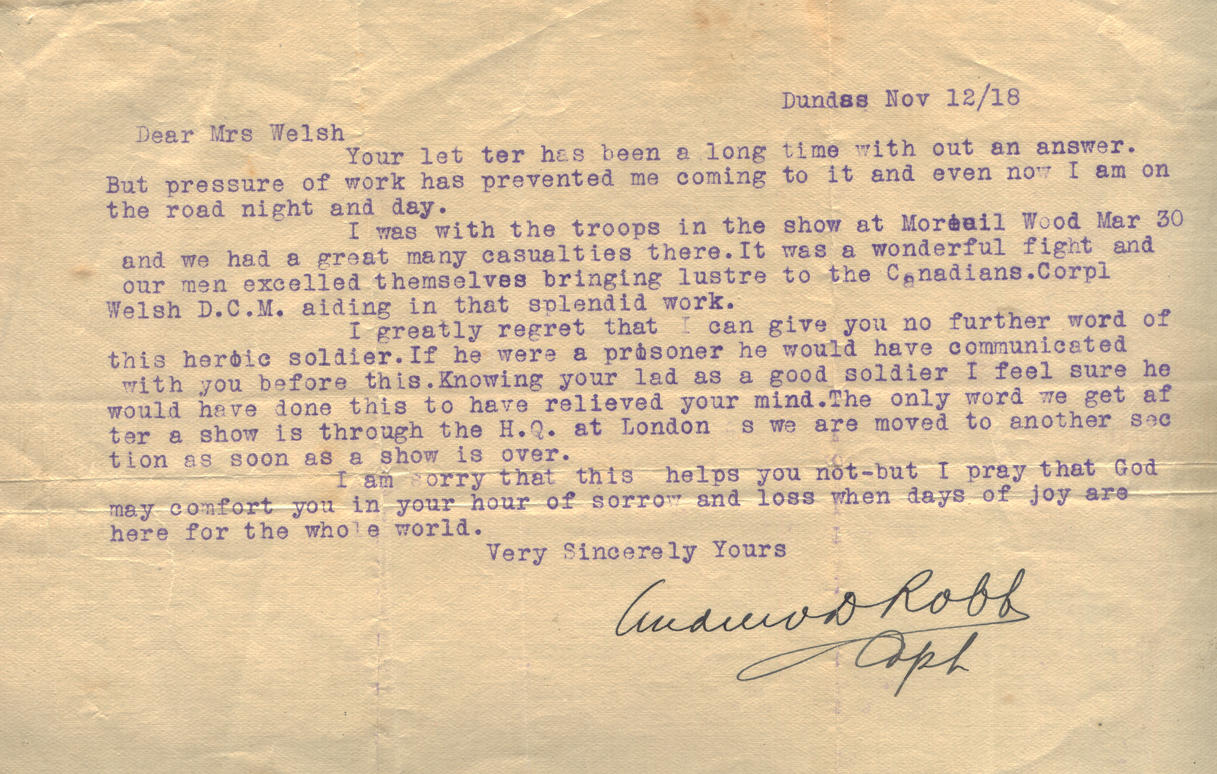 Dundas Nov 12/18
Dear Mrs Welsh
Your let ter has been a long time with out an answer.
But pressure of work has prevented me coming to it and even now I am on
the road night and day.
I was with the troops in the show at Moreuil Wood Mar 30
and we had a great many casualties there.It was a wonderful fight and
our men excelled themselves bringing lustre to the Canadians.Corpl
Welsh D.C.M. aiding in that splendid work.
I greatly regret that I can give you no further word of
this heroic soldier.If he were a prisoner he would have communicated
with you before this.Knowing your lad as a good soldier I feel sure he
would have done this to have relieved your mind.The only word we get af
ter a show is through the H.Q. at London s we are moved to another sec
tion as soon as a show is over.
I am sorry that this helps you not-but I pray that God
may comfort you in your hour of sorrow and loss when days of joy are
here for the whole world.
Very Sincerely Yours
Andrew D Robb
Capt